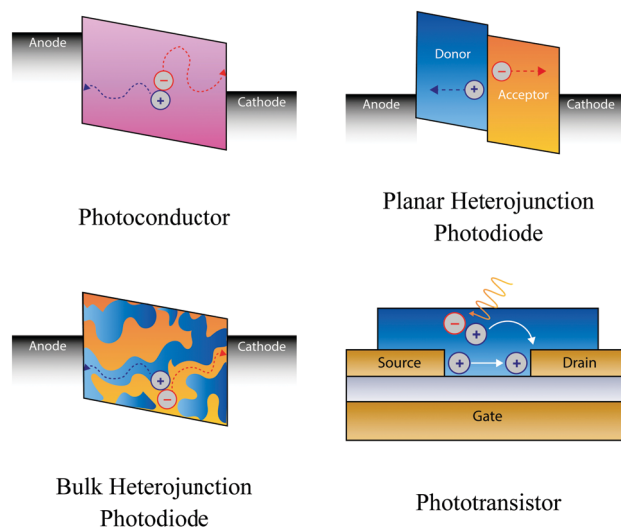 Anode
Cathode
Photoconductor
Donor
Acceptor
Anode
Cathode
Planar Heterojunction
Photodiode
Anode
Cathode
Bulk Heterojunction
Photodiode
Source
Drain
Gate
Phototransistor